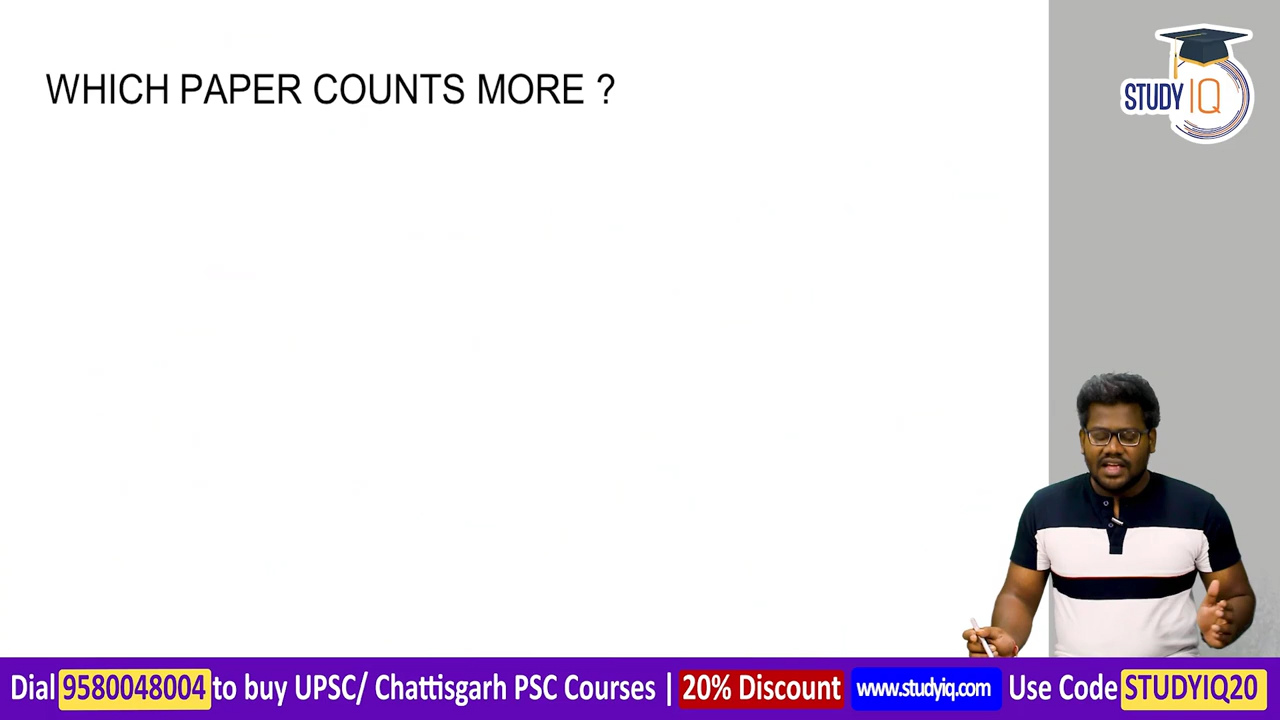 WHICH PAPER COUNTS MORE ?
STUDY IQ
Dial 9580048004 to buy UPSC/ Chattisgarh PSC Courses | 20% Discount www.studyiq.com Use Code STUDYIQ20